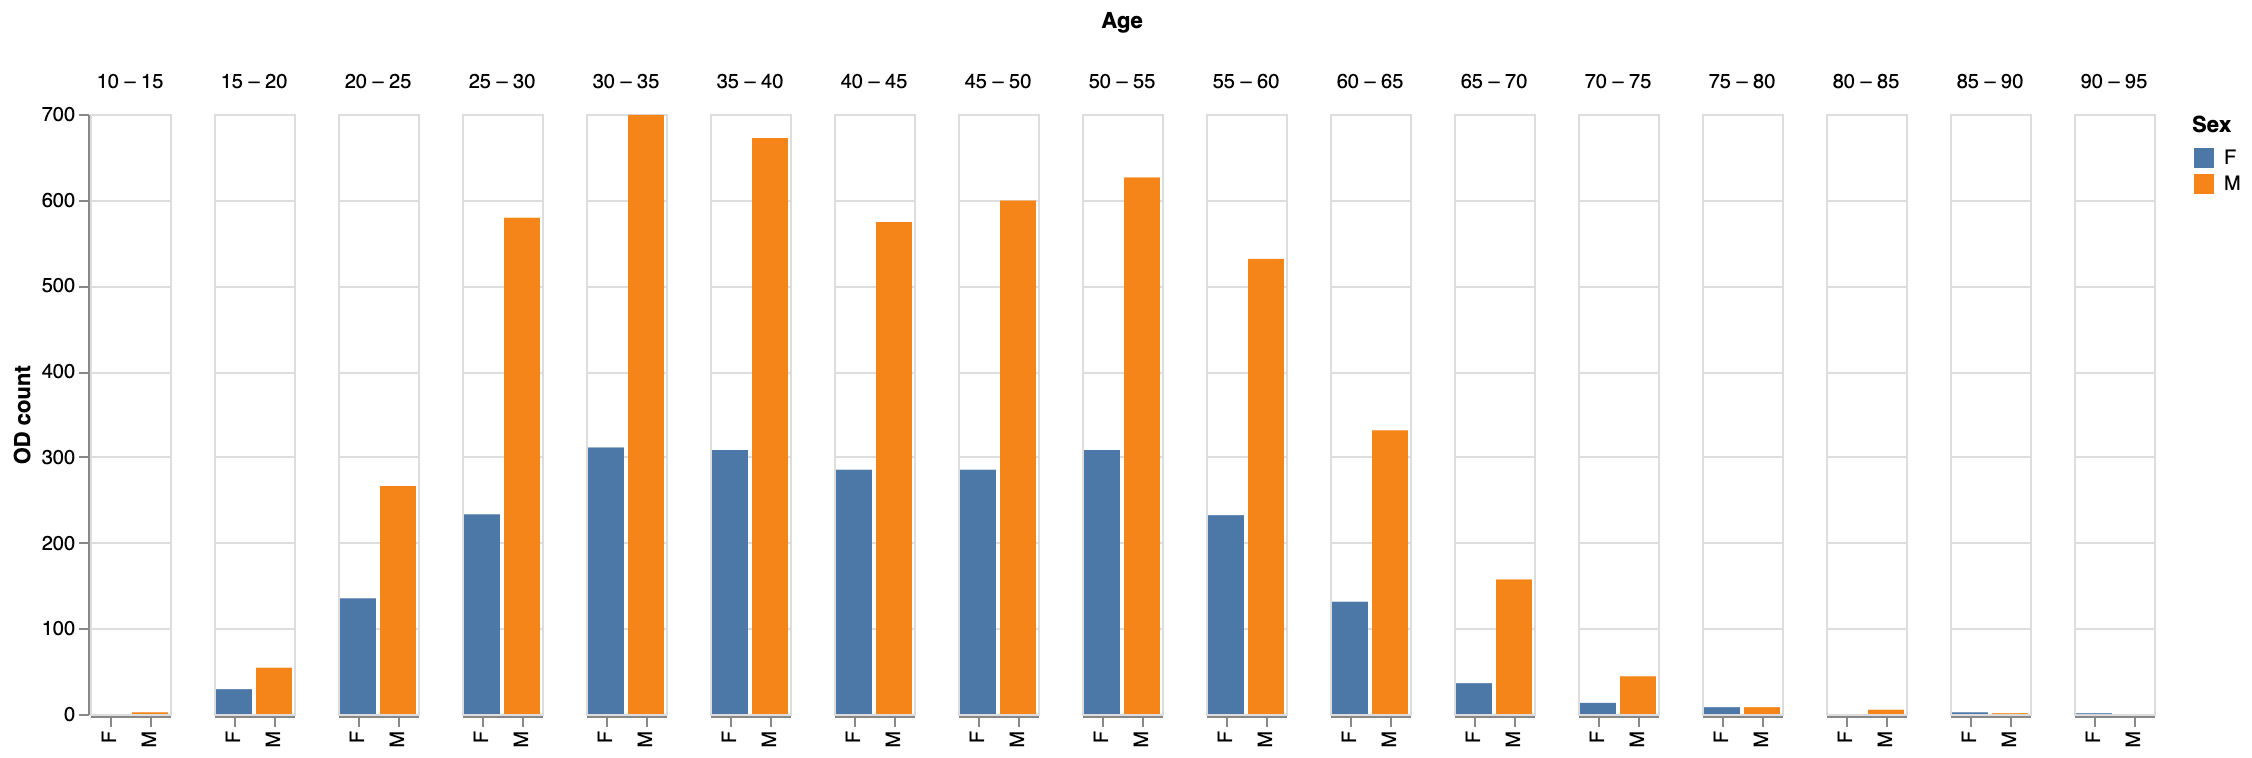 Age
10 – 15 15 – 20 20 – 25 25 – 30 30 – 35 35 – 40 40 – 45 45 – 50 50 – 55 55 – 60 60 – 65 65 – 70 70 – 75 75 – 80 80 – 85 85 – 90 90 – 95
700
600
500
400
300
200
100
0
OD count
F M F M F M F M F M F M F M F M F M F M F M F M F M F M F M F M F M
Sex
F
M